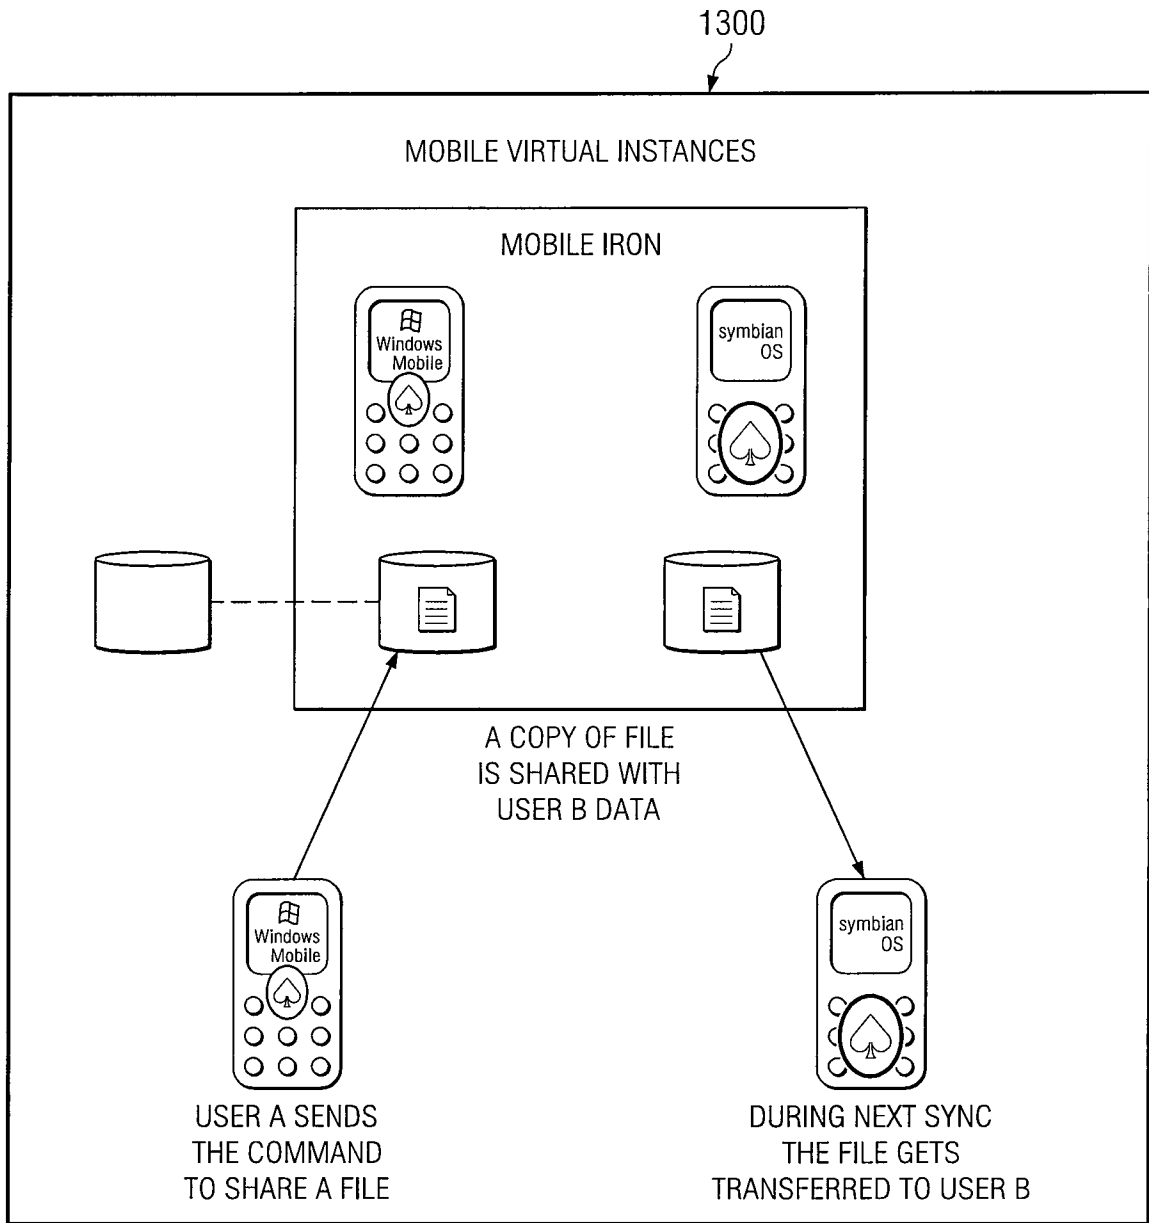 1300
MOBILE VIRTUAL INSTANCES
MOBILE IRON
Windows
Mobile
symbian
OS
A COPY OF FILE
IS SHARED WITH
USER B DATA
Windows
Mobile
symbian
OS
USER A SENDS
THE COMMAND
TO SHARE A FILE
DURING NEXT SYNC
THE FILE GETS
TRANSFERRED TO USER B